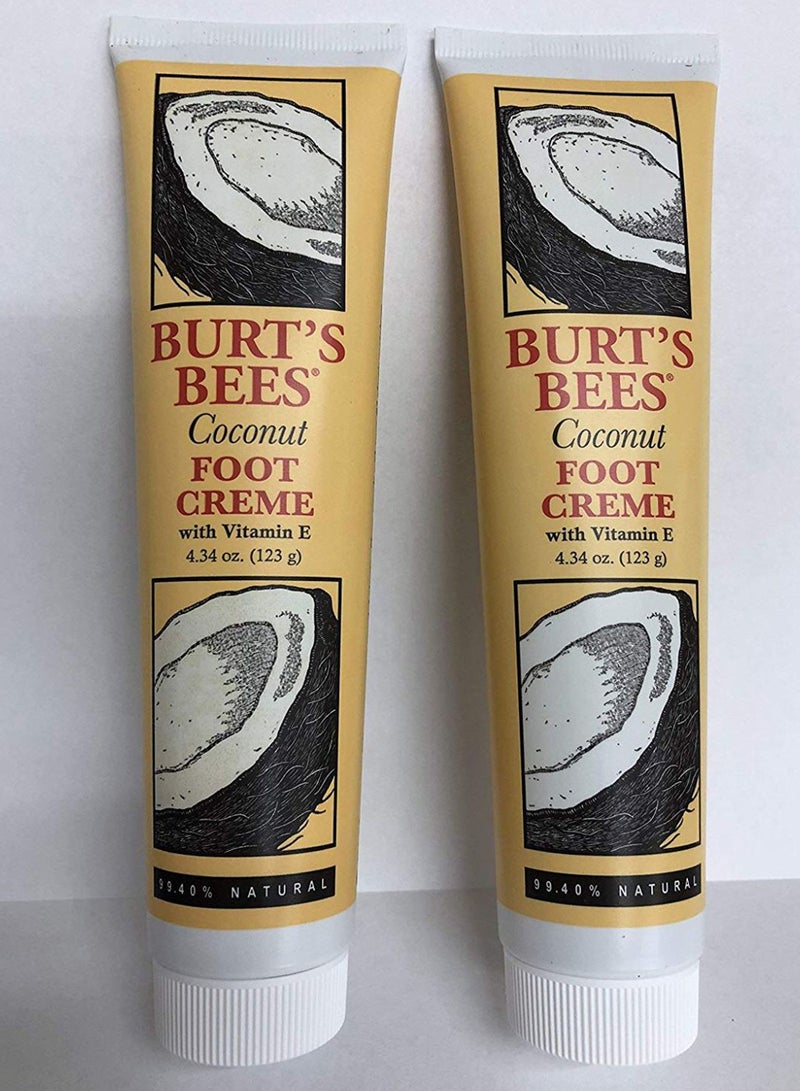 BURT'S
BEES®
Coconut
FOOT
CREME
with Vitamin E
4.34 oz. (123 g)
99.40% NATURAL
BURT'S
BEES®
Coconut
FOOT
CREME
with Vitamin E
4.34 oz. (123 g)
99.40% NATURAL